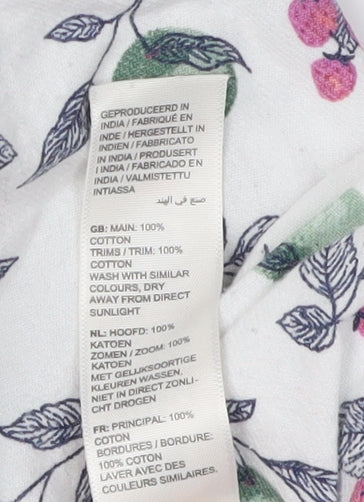 GEPRODUCEERD IN
INDIA / FABRIQUÉ EN
INDE / HERGESTELLT IN
INDIEN / FABBRICATO
IN INDIA / PRODUSERT
I INDIA / FABRICADO EN
INDIA / VALMISTETTU
INTIASSA
صنع في الهند
GB: MAIN: 100%
COTTON
TRIMS / TRIM: 100%
COTTON
WASH WITH SIMILAR
COLOURS, DRY
AWAY FROM DIRECT
SUNLIGHT
NL: HOOFD: 100%
KATOEN
ZOMEN / ZOOM: 100%
KATOEN
MET GELIJKSOORTIGE
KLEUREN WASSEN,
NIET IN DIRECT ZONLI-
CHT DROGEN
FR: PRINCIPAL: 100%
COTON
BORDURES / BORDURE:
100% COTON
LAVER AVEC DES
COULEURS SIMILAIRES.